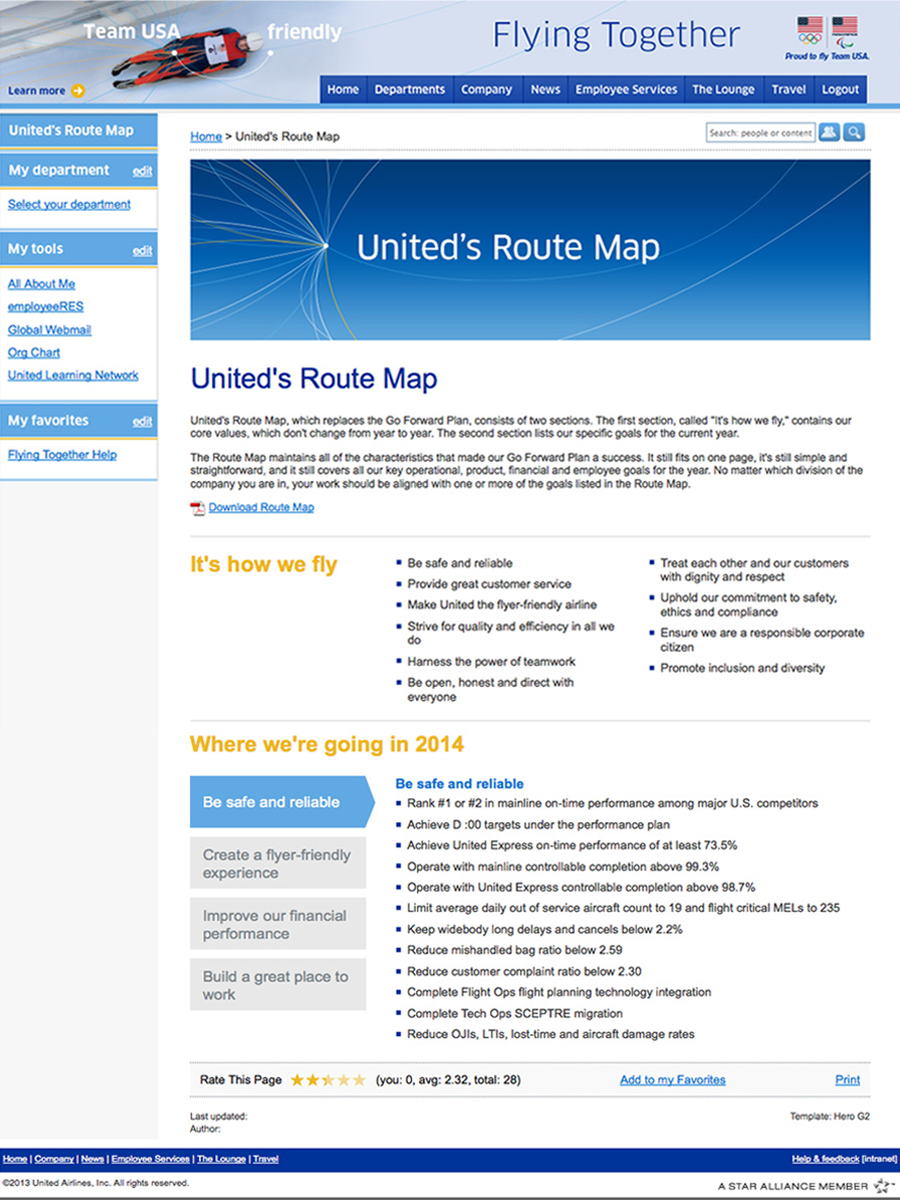 Team USA friendly
Flying Together
Proud to fly Team USA.
Learn more
Home Departments Company News Employee Services The Lounge Travel Logout
United's Route Map
Home > United's Route Map
Search: people or content
My department edit
Select your department
My tools edit
All About Me
employeeRES
Global Webmail
Org Chart
United Learning Network
My favorites edit
Flying Together Help
United's Route Map
United's Route Map
United's Route Map, which replaces the Go Forward Plan, consists of two sections. The first section, called "It's how we fly," contains our
core values, which don't change from year to year. The second section lists our specific goals for the current year.
The Route Map maintains all of the characteristics that made our Go Forward Plan a success. It still fits on one page, it's still simple and
straightforward, and it still covers all our key operational, product, financial and employee goals for the year. No matter which division of the
company you are in, your work should be aligned with one or more of the goals listed in the Route Map.
Download Route Map
It's how we fly
Be safe and reliable
Provide great customer service
Make United the flyer-friendly airline
Strive for quality and efficiency in all we
do
Harness the power of teamwork
Be open, honest and direct with
everyone
Treat each other and our customers
with dignity and respect
Uphold our commitment to safety,
ethics and compliance
Ensure we are a responsible corporate
citizen
Promote inclusion and diversity
Where we're going in 2014
Be safe and reliable
Create a flyer-friendly
experience
Improve our financial
performance
Build a great place to
work
Be safe and reliable
Rank #1 or #2 in mainline on-time performance among major U.S. competitors
Achieve D :00 targets under the performance plan
Achieve United Express on-time performance of at least 73.5%
Operate with mainline controllable completion above 99.3%
Operate with United Express controllable completion above 98.7%
Limit average daily out of service aircraft count to 19 and flight critical MELs to 235
Keep widebody long delays and cancels below 2.2%
Reduce mishandled bag ratio below 2.59
Reduce customer complaint ratio below 2.30
Complete Flight Ops flight planning technology integration
Complete Tech Ops SCEPTRE migration
Reduce OJIs, LTIs, lost-time and aircraft damage rates
Rate This Page (you: 0, avg: 2.32, total: 28) Add to my Favorites Print
Last updated: Template: Hero G2
Author:
Home | Company | News | Employee Services | The Lounge | Travel Help & feedback [intranet]
©2013 United Airlines, Inc. All rights reserved. A STAR ALLIANCE MEMBER